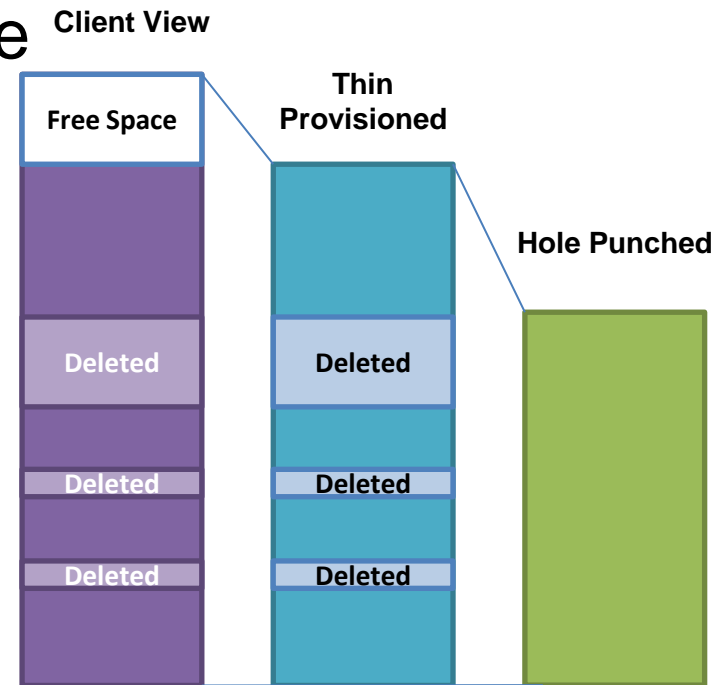 e
Client View
Free Space
Deleted
Deleted
Deleted
Thin
Provisioned
Deleted
Deleted
Deleted
Hole Punched